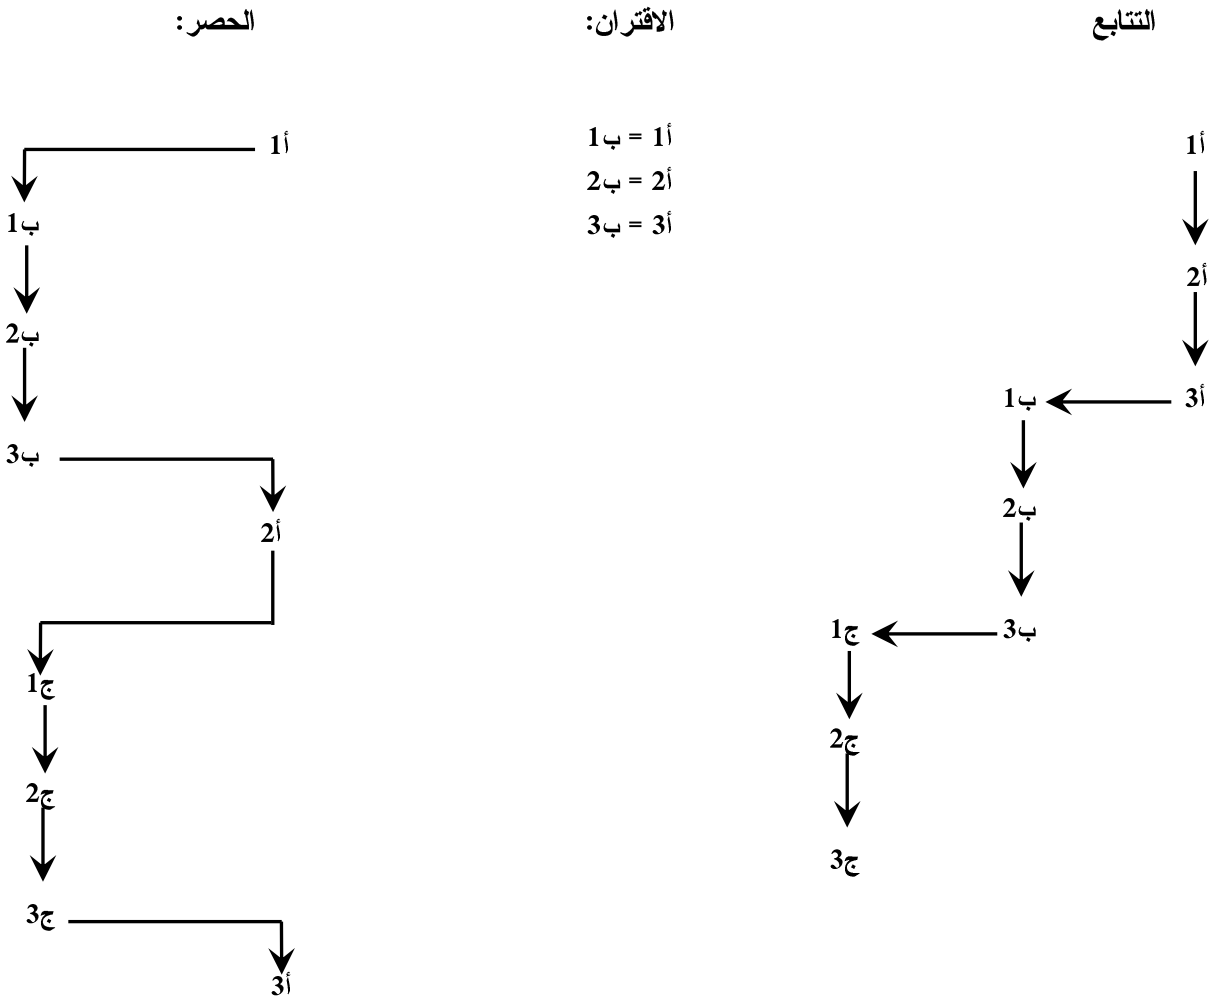 التتابع
أ1
أ2
أ3
ب1
ب2
ب3
ج1
ج2
ج3
الاقتران:
أ1 = ب1
أ2 = ب2
أ3 = ب3
الحصر:
أ1
ب1
ب2
ب3
أ2
ج1
ج2
ج3
أ3